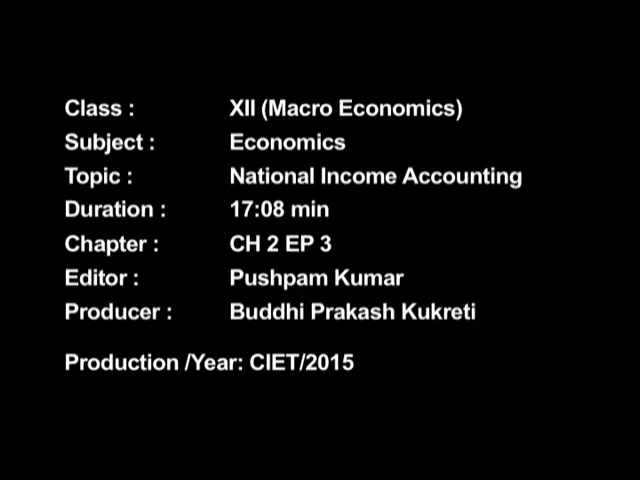 Class : XII (Macro Economics)
Subject : Economics
Topic : National Income Accounting
Duration : 17:08 min
Chapter : CH 2 EP 3
Editor : Pushpam Kumar
Producer : Buddhi Prakash Kukreti
Production /Year: CIET/2015